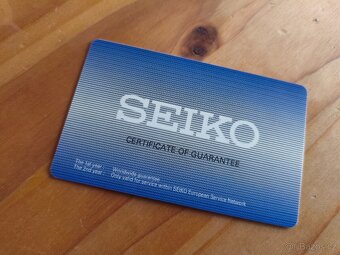 SEIKO
CERTIFICATE OF GUARANTEE
The 1st year : Worldwide guarantee
The 2nd year : Only valid for service within SEIKO European Service Network